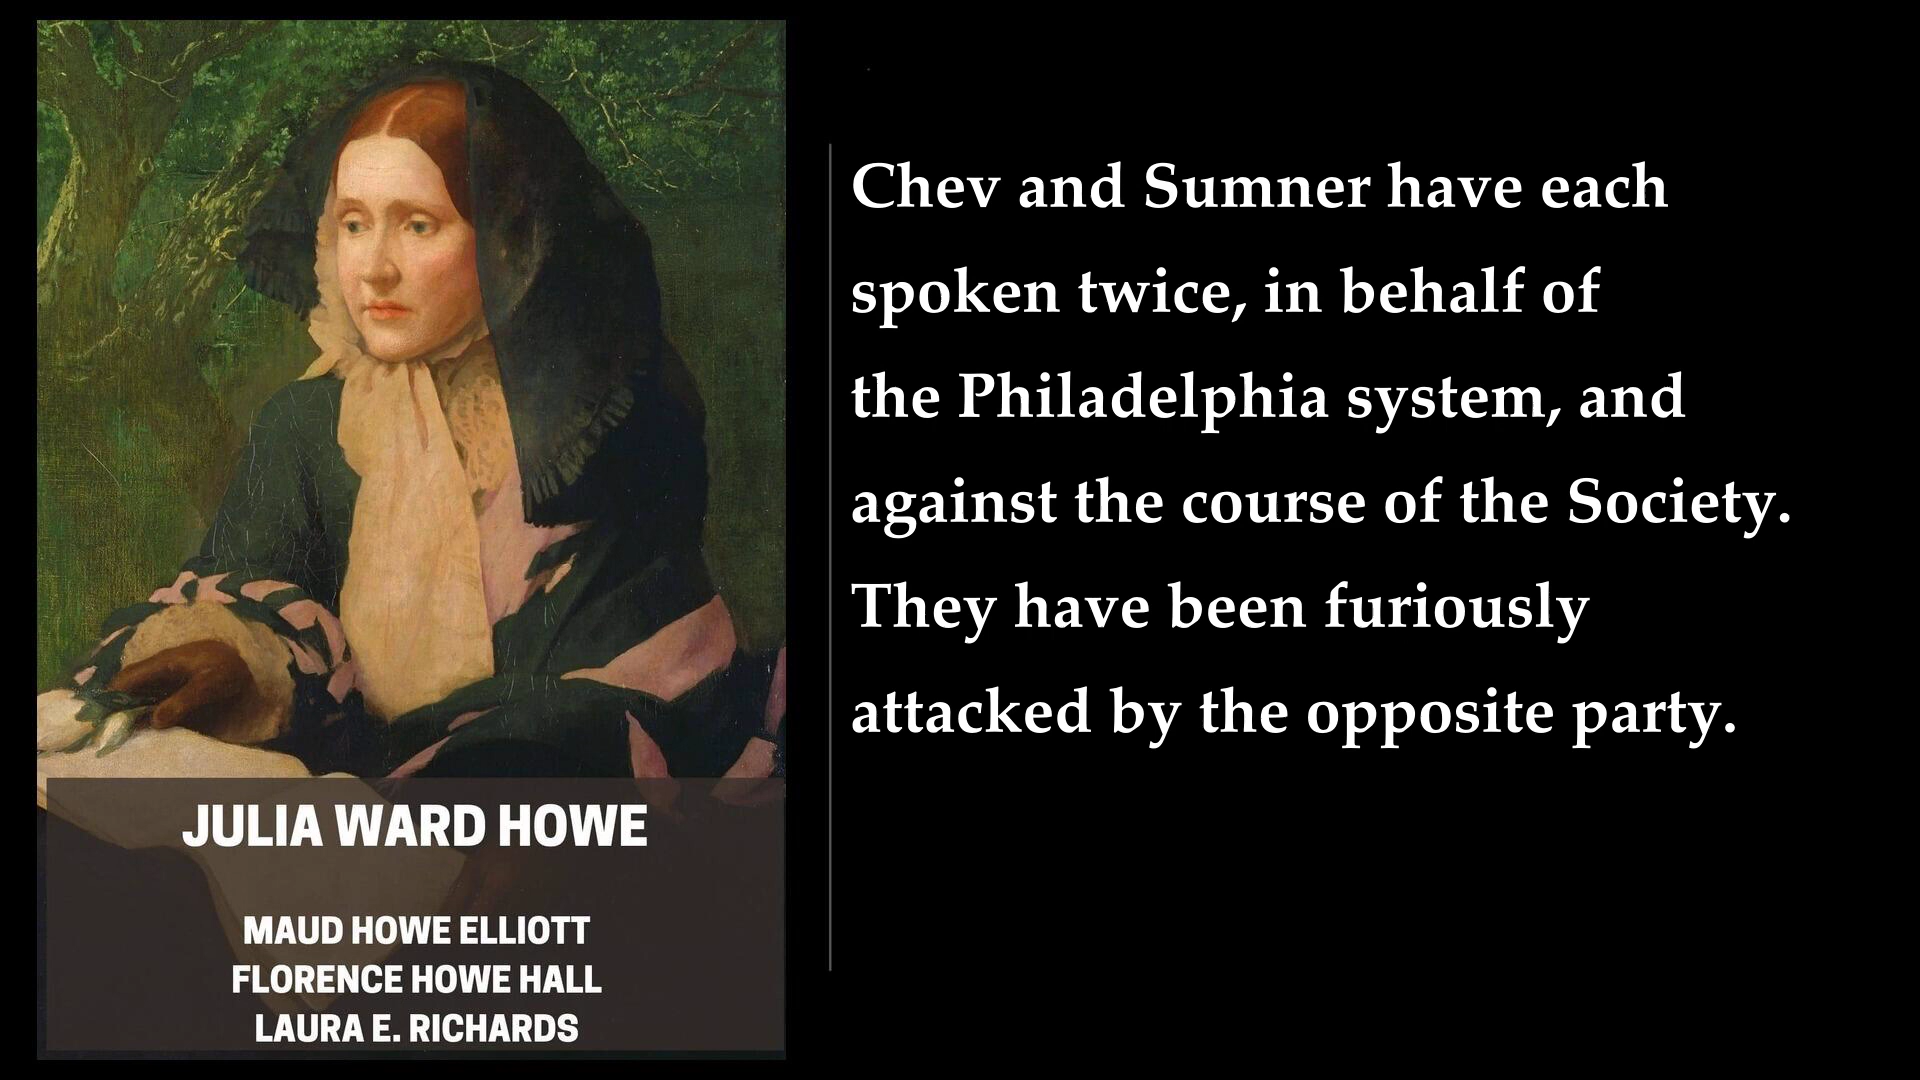 JULIA WARD HOWE
MAUD HOWE ELLIOTT
FLORENCE HOWE HALL
LAURA E. RICHARDS
Chev and Sumner have each
spoken twice, in behalf of
the Philadelphia system, and
against the course of the Society.
They have been furiously
attacked by the opposite party.